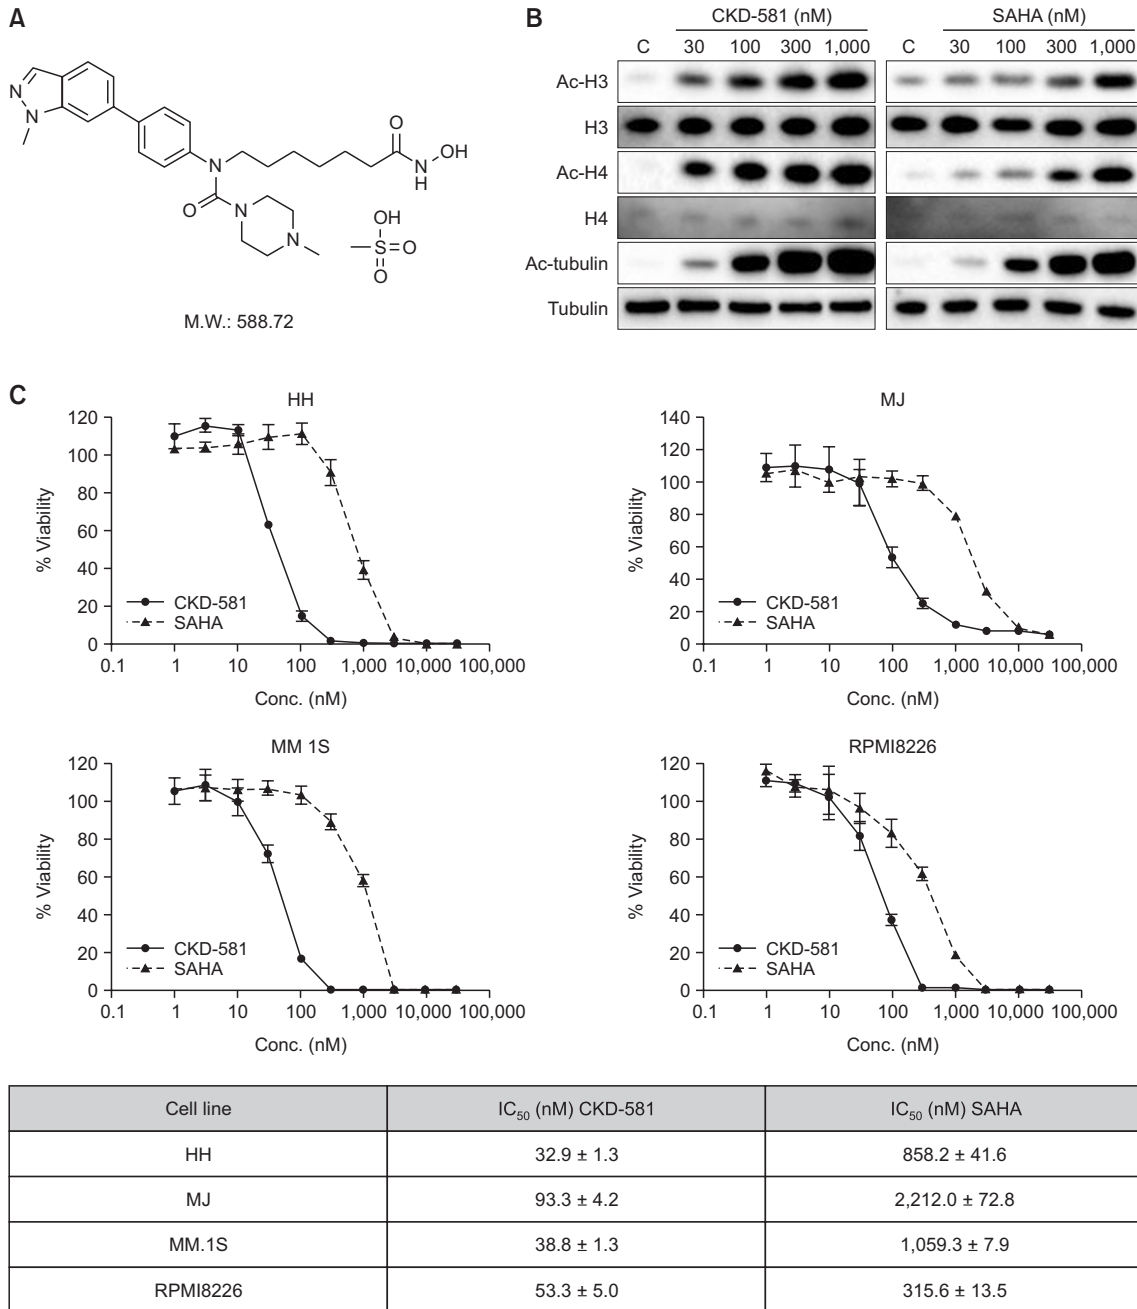 A
N
N
N
O
N
N
O
N
H
OH
OH
S
O
O
M.W.: 588.72
B
CKD-581 (nM)
SAHA (nM)
C 30 100 300 1,000
C 30 100 300 1,000
Ac-H3
H3
Ac-H4
H4
Ac-tubulin
Tubulin
C
HH
% Viability
120
100
80
60
40
20
0
CKD-581
SAHA
0.1 1 10 100 1,000 10,000 100,000
Conc. (nM)
MJ
% Viability
140
120
100
80
60
40
20
0
CKD-581
SAHA
0.1 1 10 100 1,000 10,000 100,000
Conc. (nM)
MM 1S
% Viability
120
100
80
60
40
20
0
CKD-581
SAHA
0.1 1 10 100 1,000 10,000 100,000
Conc. (nM)
RPMI8226
% Viability
120
100
80
60
40
20
0
CKD-581
SAHA
0.1 1 10 100 1,000 10,000 100,000
Conc. (nM)
Cell line IC50 (nM) CKD-581 IC50 (nM) SAHA
HH 32.9 ± 1.3 858.2 ± 41.6
MJ 93.3 ± 4.2 2,212.0 ± 72.8
MM.1S 38.8 ± 1.3 1,059.3 ± 7.9
RPMI8226 53.3 ± 5.0 315.6 ± 13.5